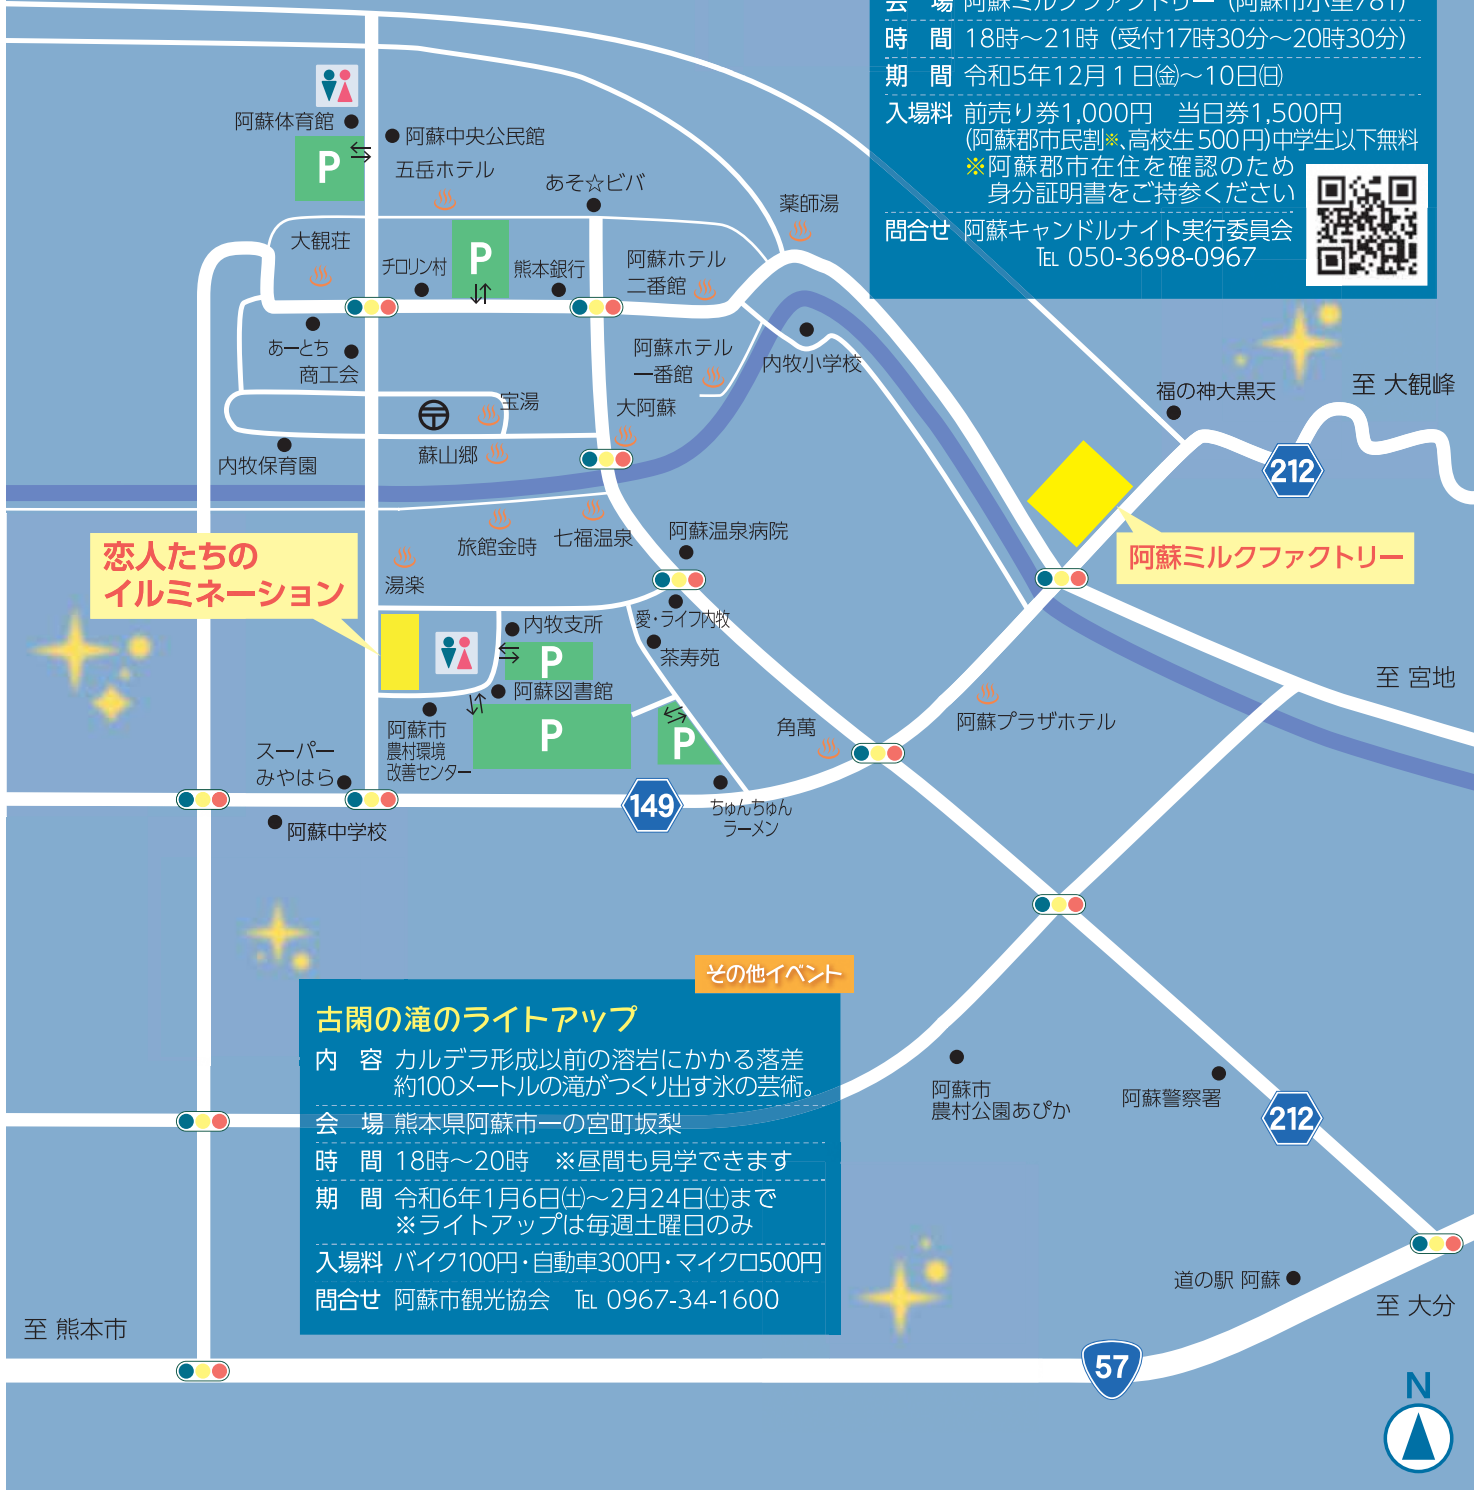 会 場 阿蘇ミルクファクトリー（阿蘇市小里781）
時 間 18時～21時（受付17時30分～20時30分）
期 間 令和5年12月1日㈮～10日㈰
入場料 前売り券1,000円 当日券1,500円
(阿蘇郡市民割※、高校生500円)中学生以下無料
※阿蘇郡市在住を確認のため
身分証明書をご持参ください
問合せ 阿蘇キャンドルナイト実行委員会
TEL 050-3698-0967
阿蘇体育館
P
阿蘇中央公民館
五岳ホテル
あそ☆ビバ
薬師湯
大観荘
チロリン村
P
熊本銀行
阿蘇ホテル
二番館
あーとち
商工会
阿蘇ホテル
一番館
内牧小学校
宝湯
大阿蘇
福の神大黒天
至 大観峰
内牧保育園
蘇山郷
212
旅館金時
七福温泉
阿蘇温泉病院
恋人たちの
イルミネーション
阿蘇ミルクファクトリー
湯楽
内牧支所
愛・ライフ内牧
P
茶寿苑
阿蘇図書館
至 宮地
阿蘇市
農村環境
改善センター
P
P
角萬
阿蘇プラザホテル
スーパー
みやはら
149
ちゅんちゅん
ラーメン
阿蘇中学校
その他イベント
古閑の滝のライトアップ
内 容 カルデラ形成以前の溶岩にかかる落差
約100メートルの滝がつくり出す氷の芸術。
会 場 熊本県阿蘇市一の宮町坂梨
時 間 18時～20時 ※昼間も見学できます
期 間 令和6年1月6日㈯～2月24日㈯まで
※ライトアップは毎週土曜日のみ
入場料 バイク100円・自動車300円・マイクロ500円
問合せ 阿蘇市観光協会 TEL 0967-34-1600
阿蘇市
農村公園あぴか
阿蘇警察署
212
道の駅 阿蘇
至 大分
至 熊本市
57
N